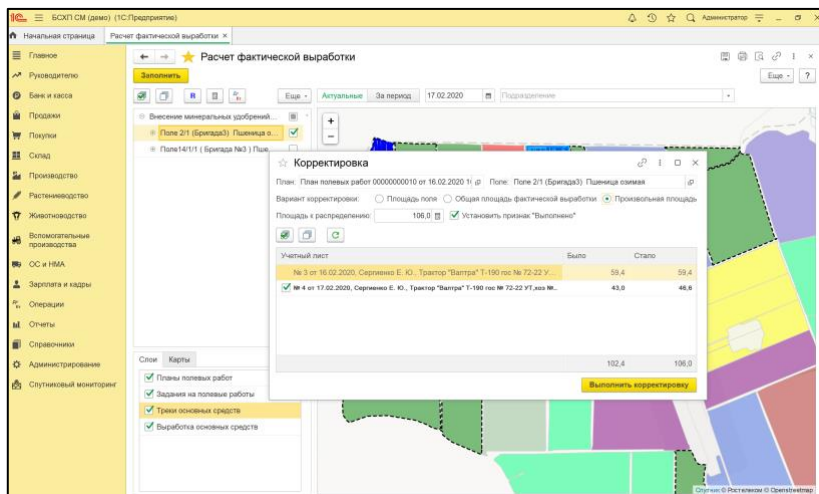 1С БСХП СМ (демо) (1С:Предприятие) Администратор
Начальная страница Расчет фактической выработки ×
Главное
Руководителю
Банк и касса
Продажи
Покупки
Склад
Производство
Растениеводство
Животноводство
Вспомогательные
производства
ОС и НМА
Зарплата и кадры
Операции
Отчеты
Справочники
Администрирование
Спутниковый мониторинг
Расчет фактической выработки
Заполнить Еще ?
Еще Актуальные За период 17.02.2020 Подразделение
Внесение минеральных удобрений...
Поле 2/1 (Бригада3) Пшеница о...
Поле14/1/1 ( Бригада №3 ) Пше...
+
−
Корректировка
План: План полевых работ 00000000010 от 16.02.2020 1 Поле: Поле 2/1 (Бригада3) Пшеница озимая
Вариант корректировки: Площадь поля Общая площадь фактической выработки Произвольная площадь
Площадь к распределению: 106,0 Установить признак "Выполнено"
Учетный лист Было Стало
№ 3 от 16.02.2020, Сергиенко Е. Ю., Трактор "Валтра" Т-190 гос № 72-22 У... 59,4 59,4
№ 4 от 17.02.2020, Сергиенко Е. Ю., Трактор "Валтра" Т-190 гос № 72-22 УТ,хоз №.. 43,0 46,6
102,4 106,0
Выполнить корректировку
Слои Карты
Планы полевых работ
Задания на полевые работы
Треки основных средств
Выработка основных средств
Спутник © Ростелеком © Openstreetmap